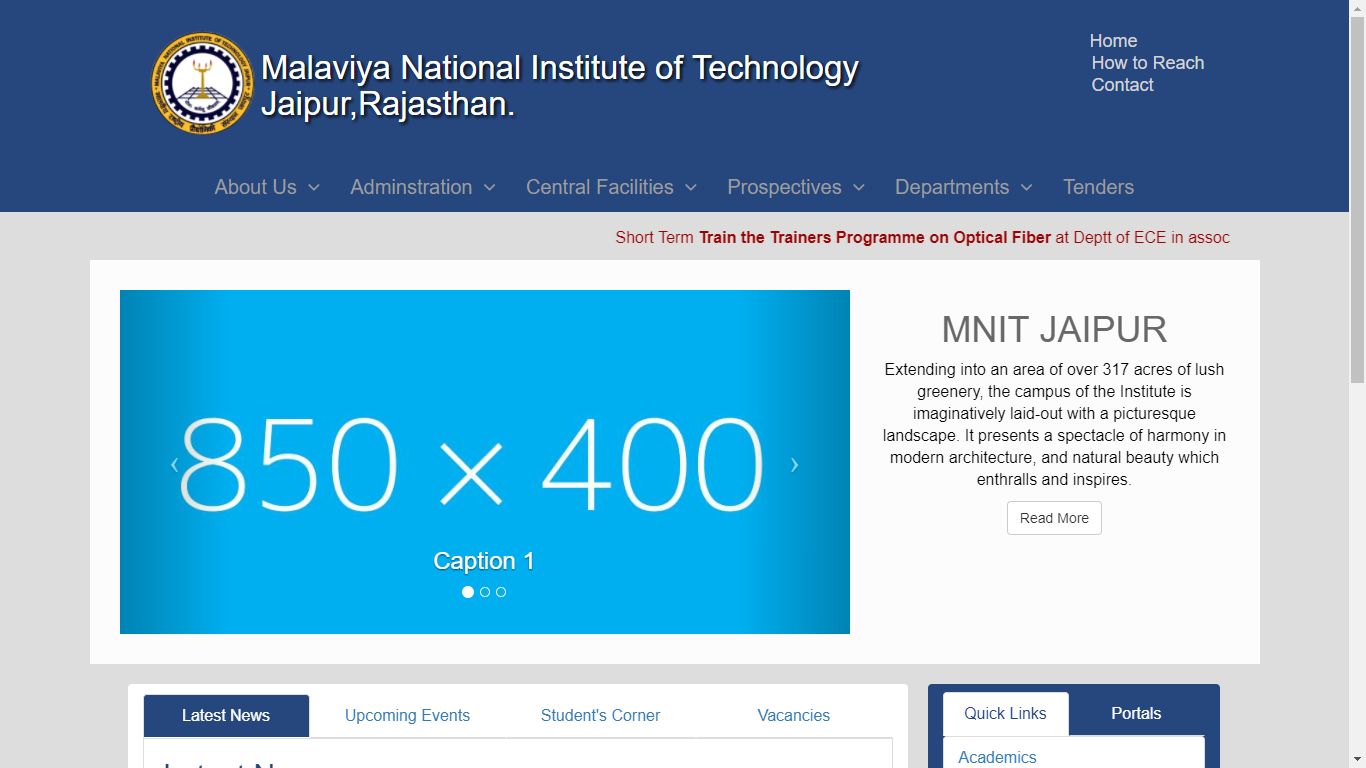 Malaviya National Institute of Technology
Jaipur,Rajasthan.
Home
How to Reach
Contact
About Us
Adminstration
Central Facilities
Prospectives
Departments
Tenders
Short Term Train the Trainers Programme on Optical Fiber at Deptt of ECE in assoc
850 × 400
Caption 1
MNIT JAIPUR
Extending into an area of over 317 acres of lush
greenery, the campus of the Institute is
imaginatively laid-out with a picturesque
landscape. It presents a spectacle of harmony in
modern architecture, and natural beauty which
enthralls and inspires.
Read More
Latest News
Upcoming Events
Student's Corner
Vacancies
Quick Links
Portals
Academics